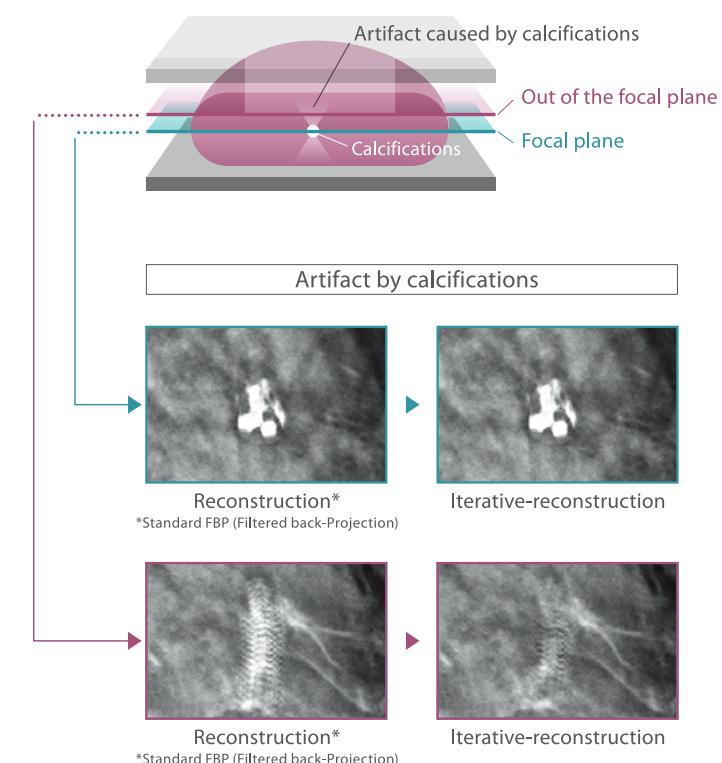 Artifact caused by calcifications
Out of the focal plane
Focal plane
Calcifications
Artifact by calcifications
Reconstruction*
*Standard FBP (Filtered back-Projection)
Iterative-reconstruction
Reconstruction*
*Standard FBP (Filtered back-Projection)
Iterative-reconstruction